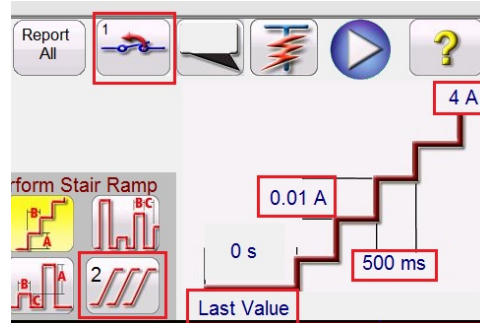 Report
All
1
?
4 A
rform Stair Ramp
B
A
B C
0.01 A
0 s
500 ms
B
C
A
2
Last Value